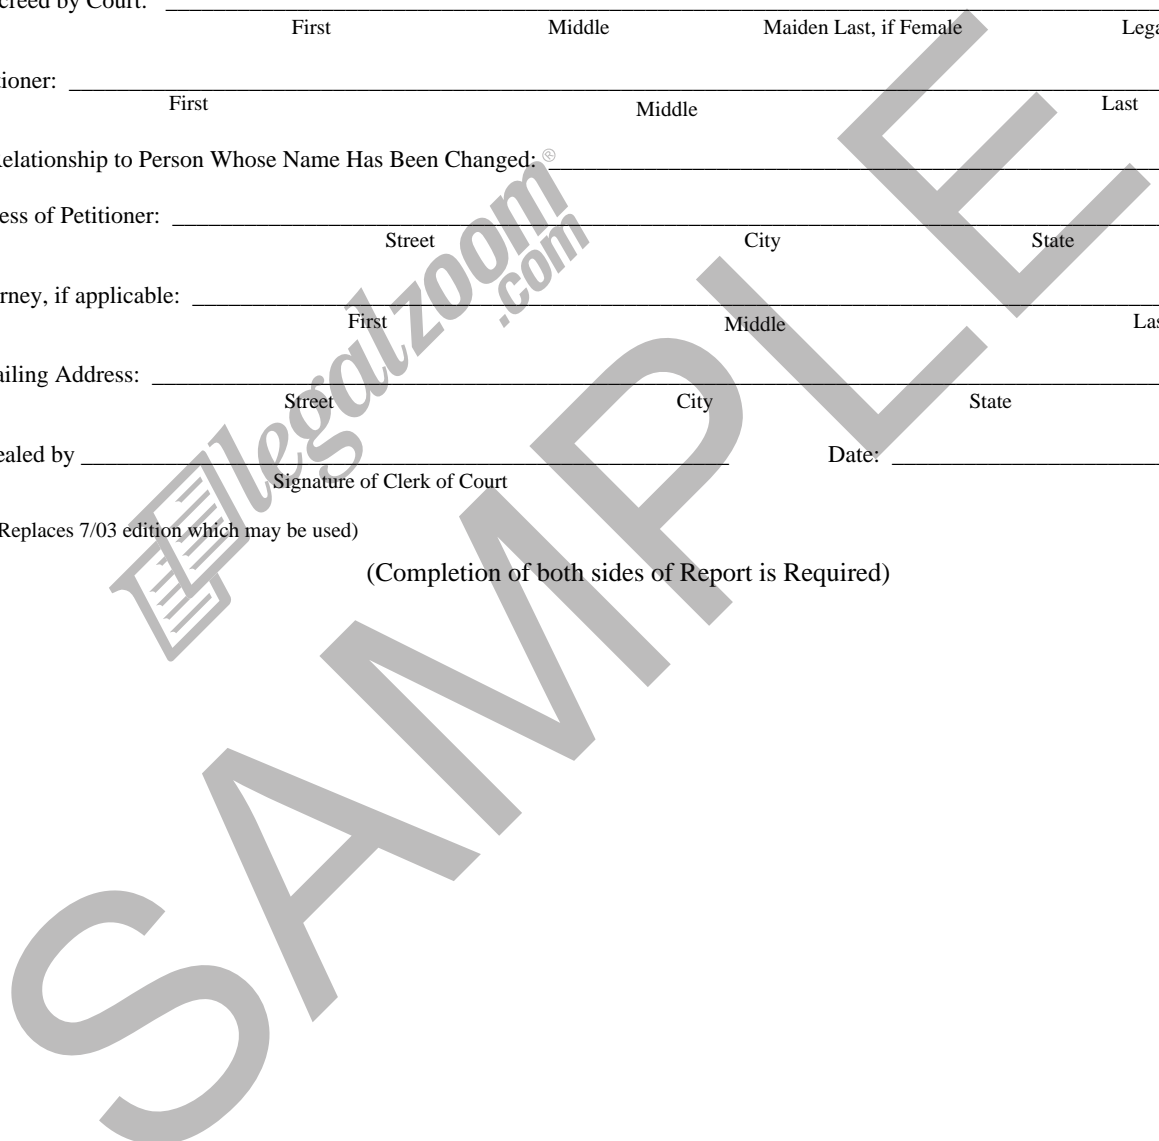 creed by Court: ___
First Middle Maiden Last, if Female Lega
tioner: ___
First Middle Last
Relationship to Person Whose Name Has Been Changed: ___
ess of Petitioner: ___
Street City State
rney, if applicable: ___
First Middle Las
ailing Address: ___
Street City State
ealed by ___ Date: ___
Signature of Clerk of Court
Replaces 7/03 edition which may be used)
(Completion of both sides of Report is Required)
legalzoom®
.com
SAMPLE